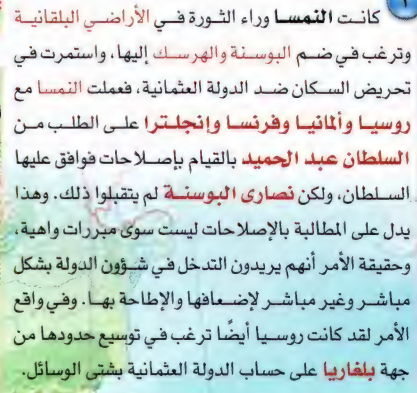 ١
كانت النمسا وراء الثورة في الأراضي البلقانية
وترغب في ضم البوسنة والهرسك إليها، واستمرت في
تحريض السكان ضد الدولة العثمانية، فعملت النمسا مع
روسيا وألمانيا وفرنسا وإنجلترا على الطلب من
السلطان عبد الحميد بالقيام بإصلاحات فوافق عليها
السلطان، ولكن نصارى البوسنة لم يتقبلوا ذلك. وهذا
يدل على المطالبة بالإصلاحات ليست سوى مبررات واهية،
وحقيقة الأمر أنهم يريدون التدخل في شؤون الدولة بشكل
مباشر وغير مباشر لإضعافها والإطاحة بها. وفي واقع
الأمر لقد كانت روسيا أيضًا ترغب في توسيع حدودها من
جهة بلغاريا على حساب الدولة العثمانية بشتى الوسائل.